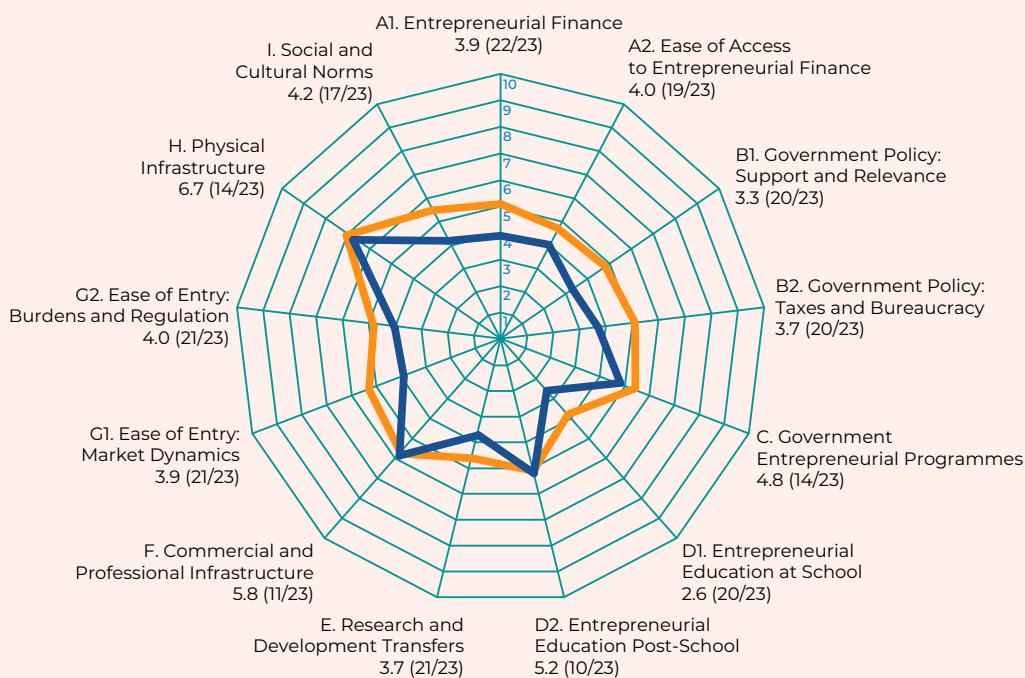 A1. Entrepreneurial Finance
3.9 (22/23)
A2. Ease of Access
to Entrepreneurial Finance
4.0 (19/23)
B1. Government Policy:
Support and Relevance
3.3 (20/23)
B2. Government Policy:
Taxes and Bureaucracy
3.7 (20/23)
C. Government
Entrepreneurial Programmes
4.8 (14/23)
D1. Entrepreneurial
Education at School
2.6 (20/23)
D2. Entrepreneurial
Education Post-School
5.2 (10/23)
E. Research and
Development Transfers
3.7 (21/23)
F. Commercial and
Professional Infrastructure
5.8 (11/23)
G1. Ease of Entry:
Market Dynamics
3.9 (21/23)
G2. Ease of Entry:
Burdens and Regulation
4.0 (21/23)
H. Physical
Infrastructure
6.7 (14/23)
I. Social and
Cultural Norms
4.2 (17/23)
10
9
8
7
6
5
4
3
2
1